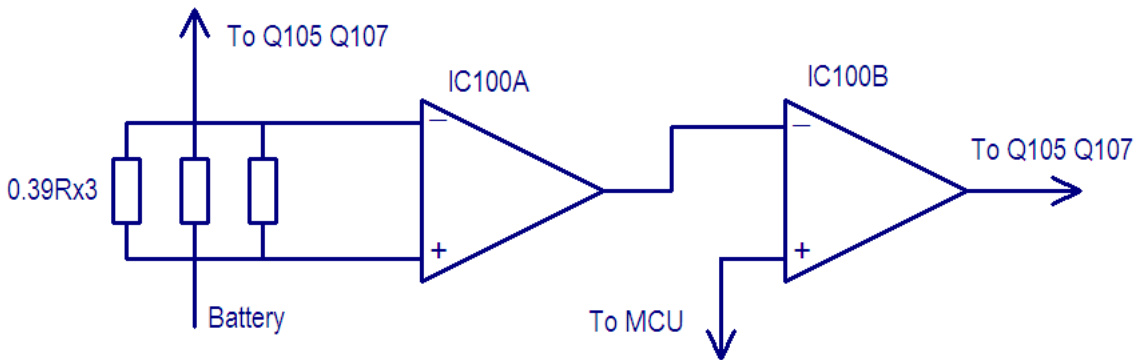 To Q105 Q107
IC100A
IC100B
−
−
To Q105 Q107
0.39Rx3
+
+
Battery
To MCU